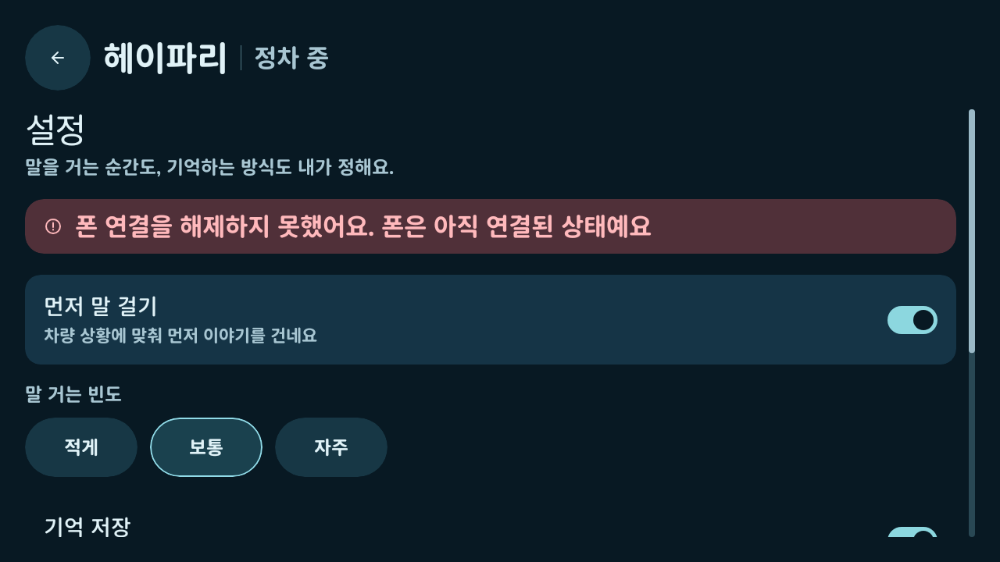 헤이파리
정차 중
설정
말을 거는 순간도, 기억하는 방식도 내가 정해요.
폰 연결을 해제하지 못했어요. 폰은 아직 연결된 상태예요
먼저 말 걸기
차량 상황에 맞춰 먼저 이야기를 건네요
말 거는 빈도
적게
보통
자주
기억 저장